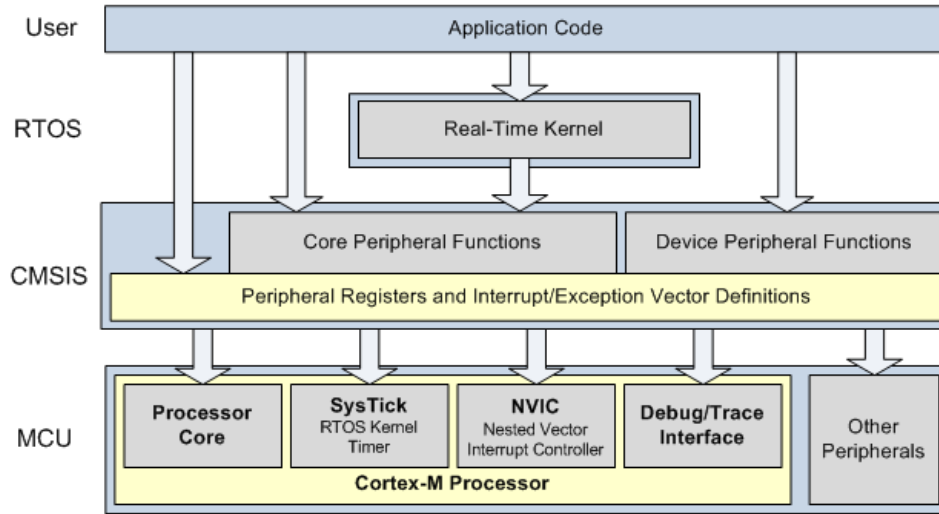 User
Application Code
RTOS
Real-Time Kernel
Core Peripheral Functions
Device Peripheral Functions
CMSIS
Peripheral Registers and Interrupt/Exception Vector Definitions
MCU
Processor
Core
SysTick
RTOS Kernel
Timer
NVIC
Nested Vector
Interrupt Controller
Debug/Trace
Interface
Other
Peripherals
Cortex-M Processor